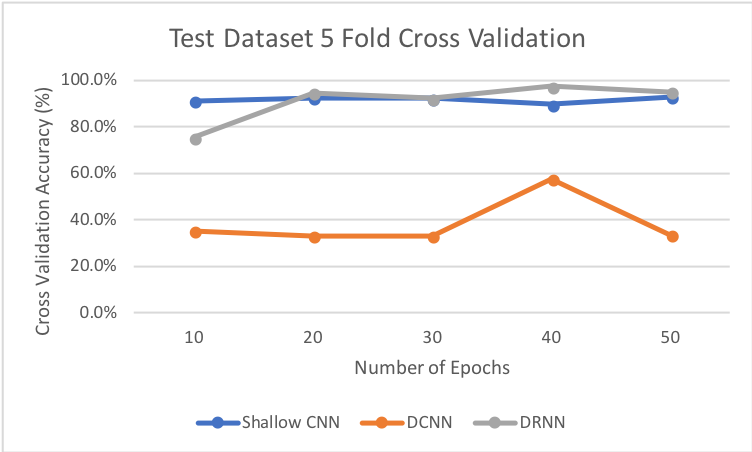 Test Dataset 5 Fold Cross Validation
Cross Validation Accuracy (%)
100.0%
80.0%
60.0%
40.0%
20.0%
0.0%
10 20 30 40 50
Number of Epochs
Shallow CNN DCNN DRNN